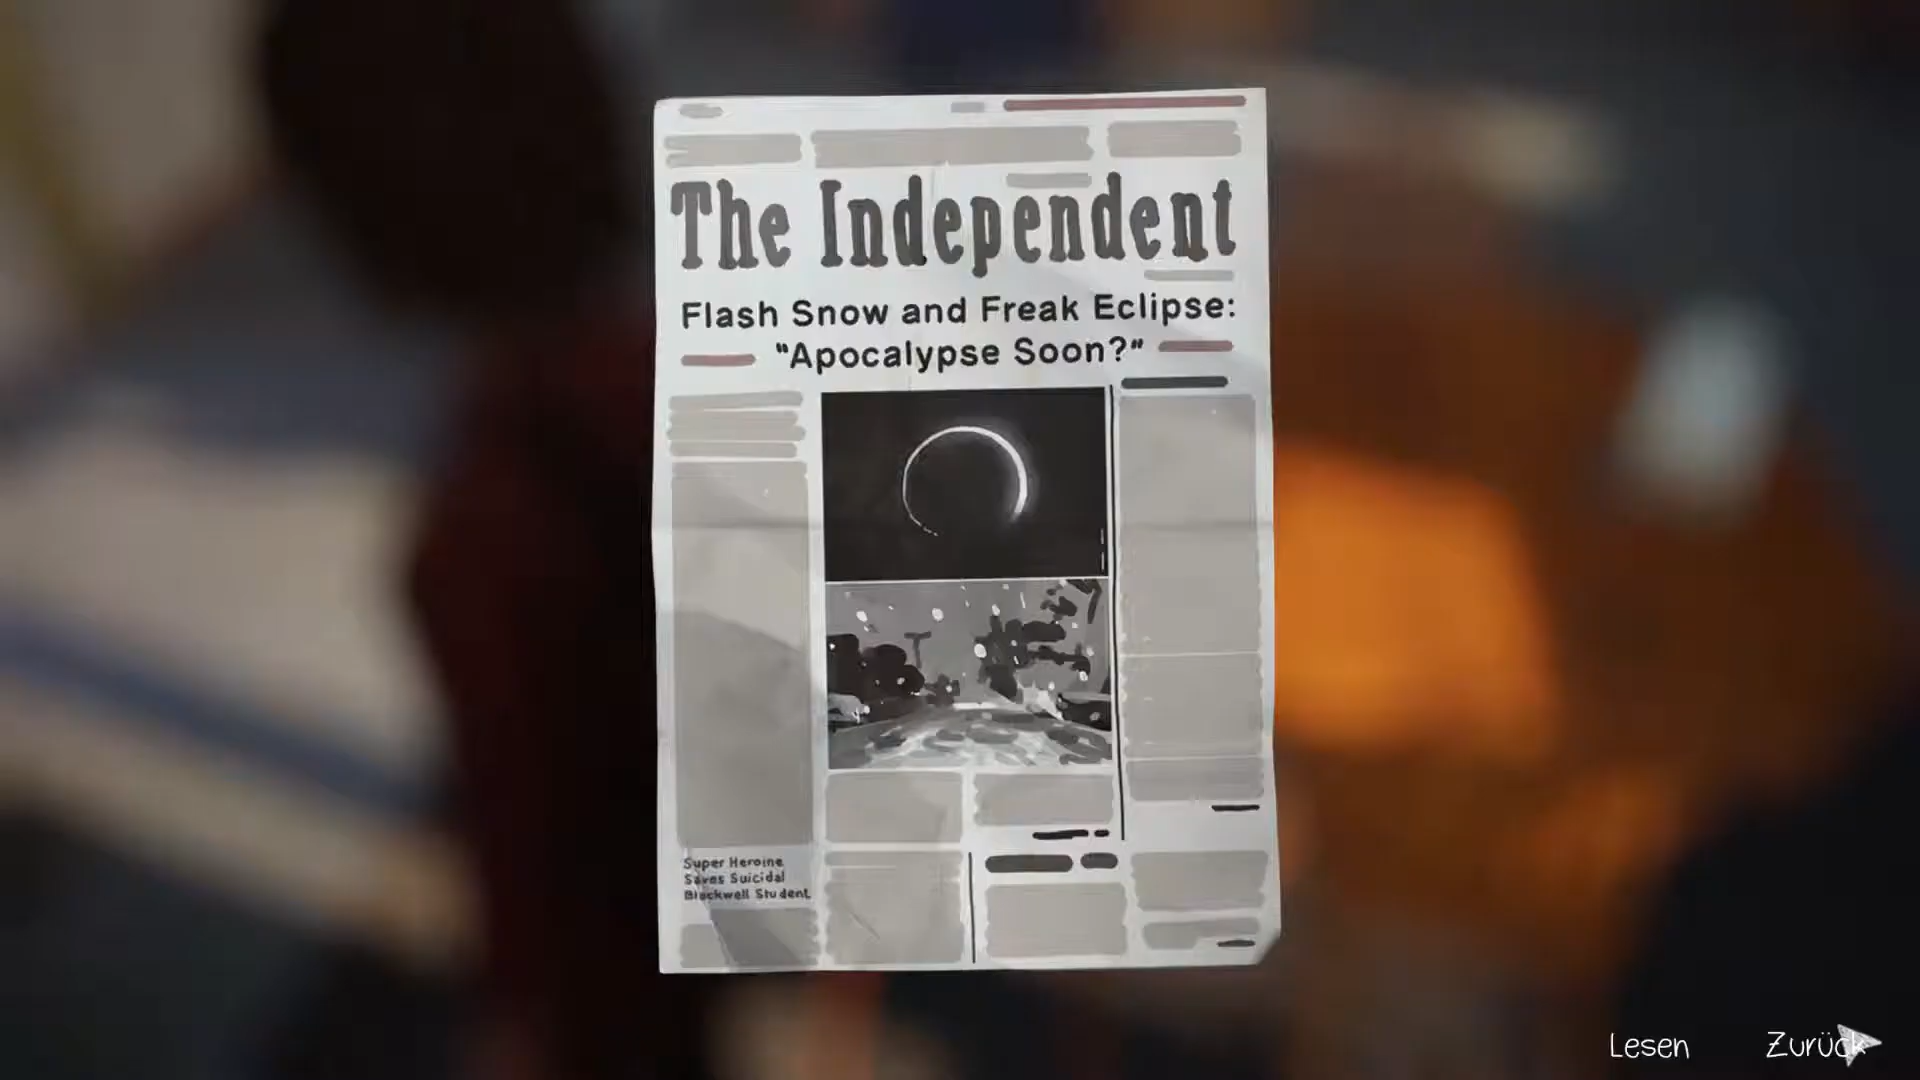 The Independent
Flash Snow and Freak Eclipse:
"Apocalypse Soon?"
Super Heroine
Saves Suicidal
Blackwell Student
Lesen
Zurück